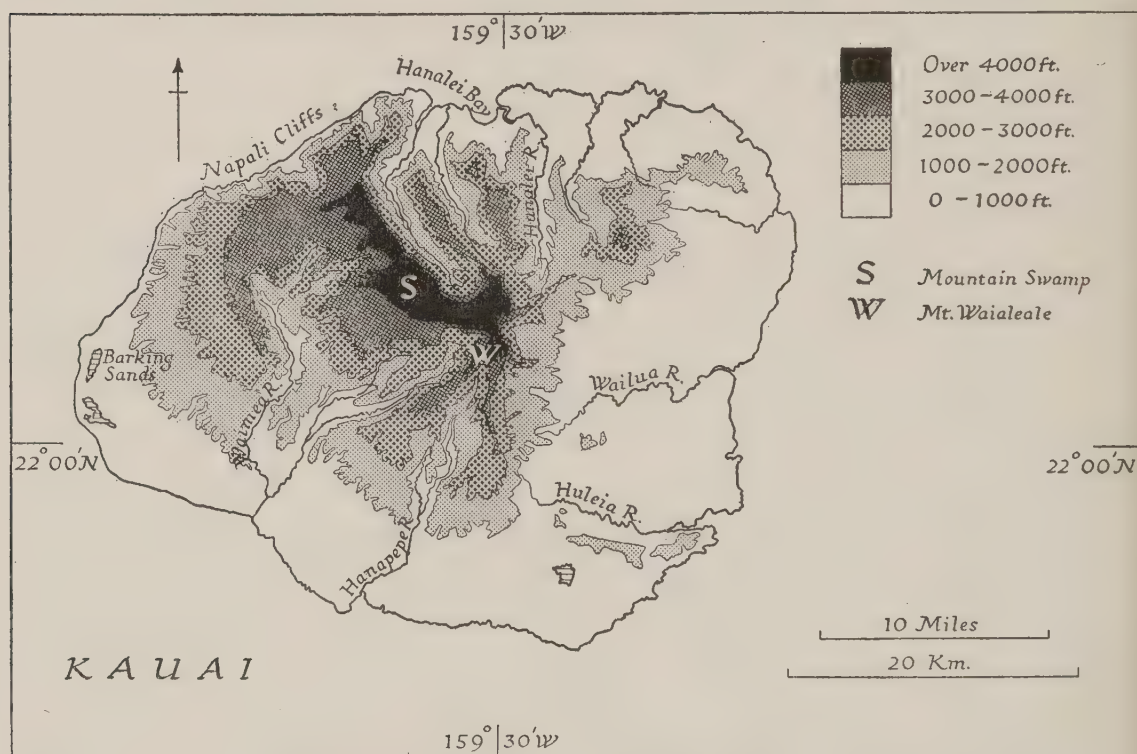 159° 30'W
Hanalei Bay
Napali Cliffs
Hanalei R.
Over 4000 ft.
3000 - 4000 ft.
2000 - 3000 ft.
1000 - 2000 ft.
0 - 1000 ft.
S Mountain Swamp
W Mt. Waialeale
S
W
Barking
Sands
Waimea R.
Wailua R.
22° 00'N
22° 00'N
Huleia R.
Hanapepe R.
10 Miles
20 Km.
KAUAI
159° 30'W